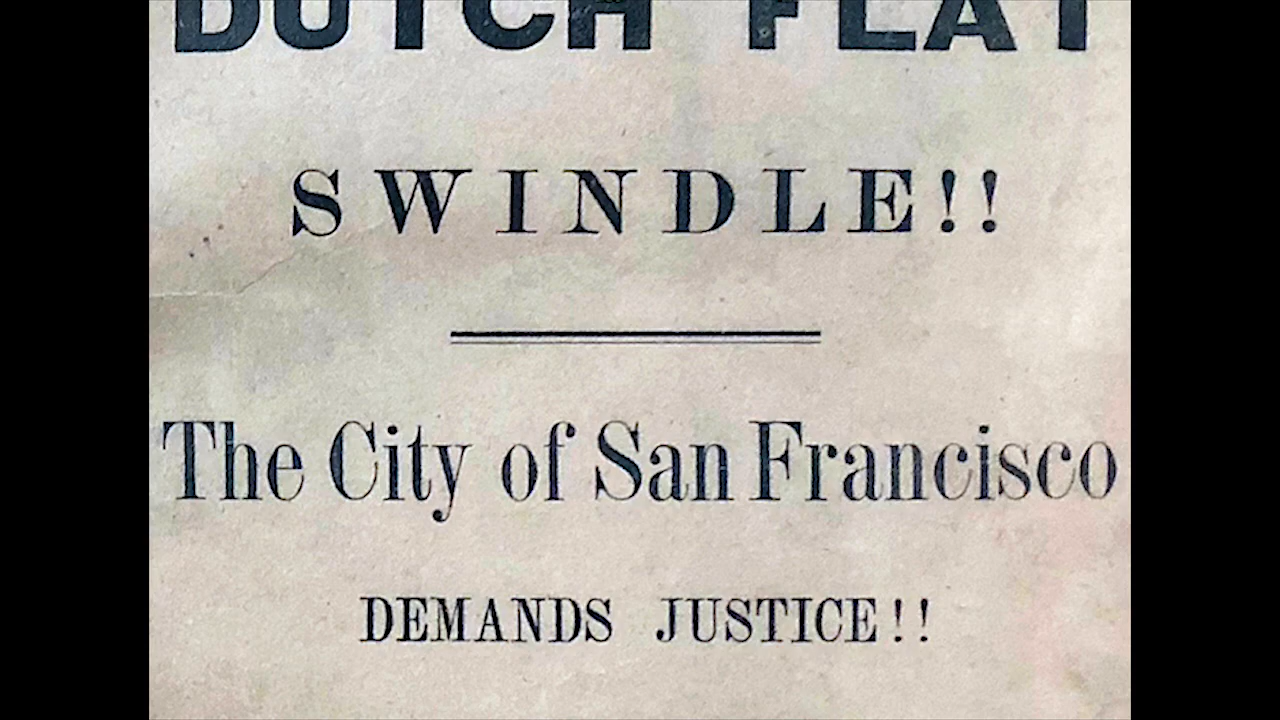 DUTCH FLAT
SWINDLE!!
The City of San Francisco
DEMANDS JUSTICE!!